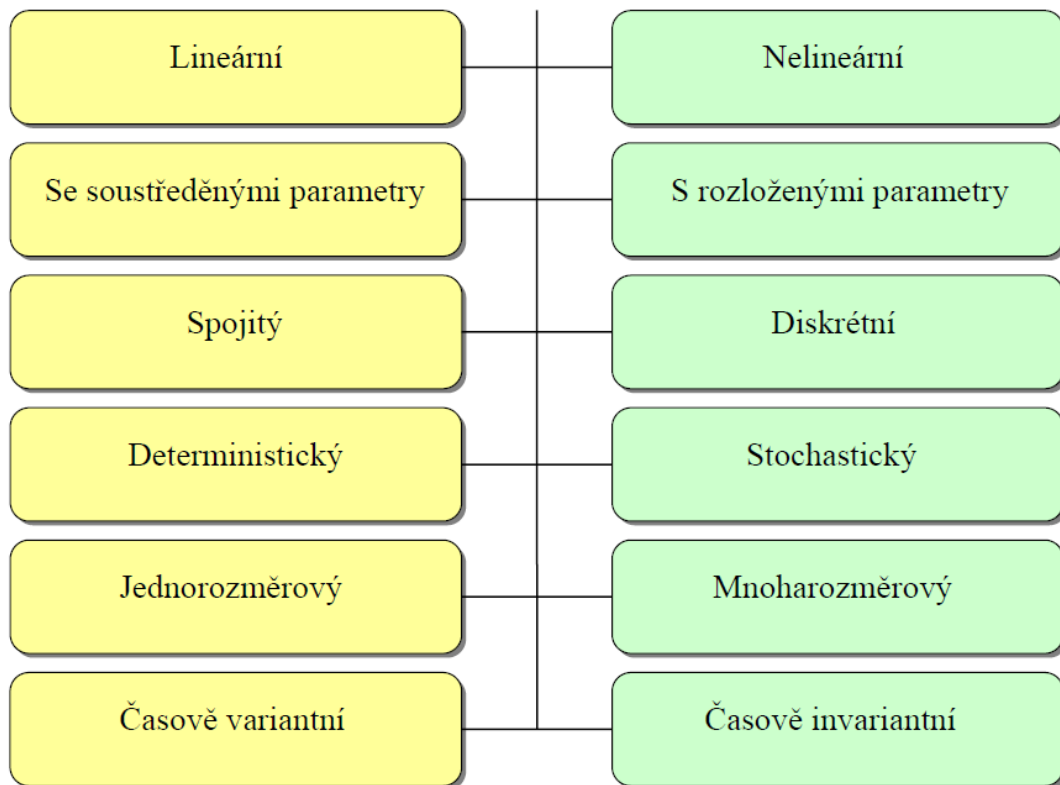 Lineární
Nelineární
Se soustředěnými parametry
S rozloženými parametry
Spojitý
Diskrétní
Deterministický
Stochastický
Jednorozměrový
Mnoharozměrový
Časově variantní
Časově invariantní